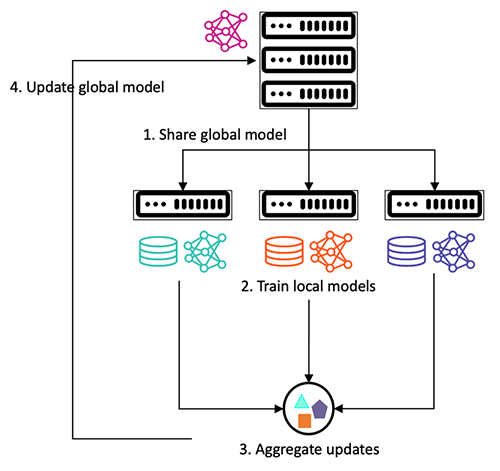 4. Update global model
1. Share global model
2. Train local models
3. Aggregate updates